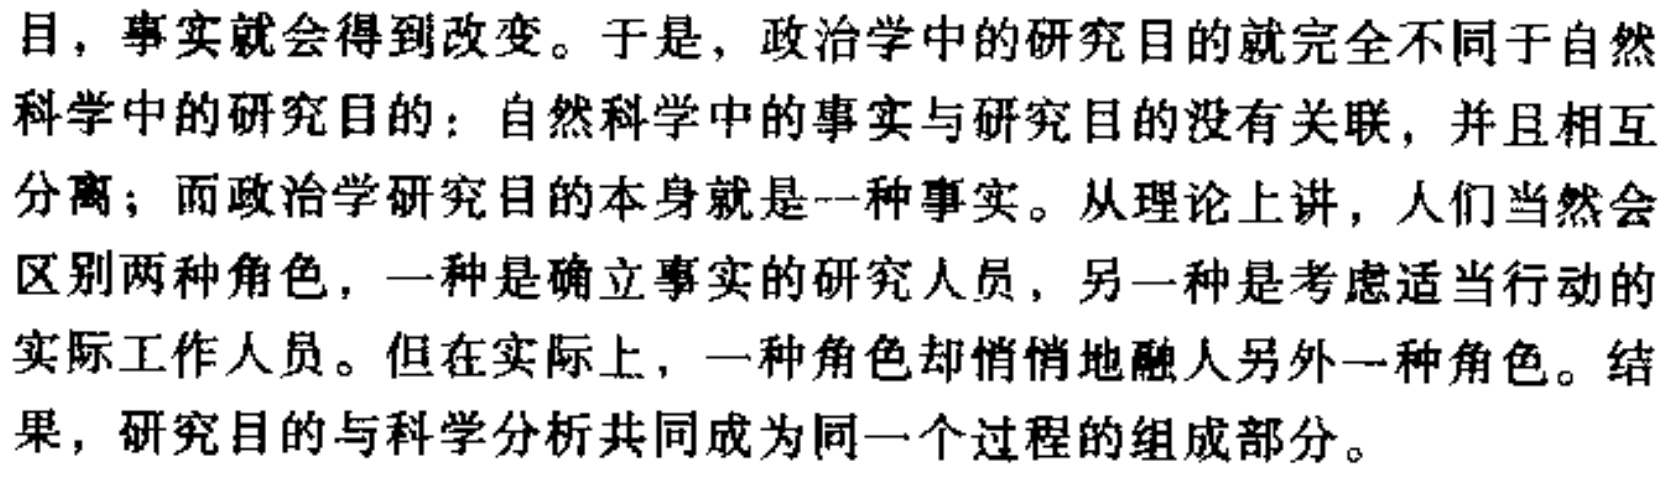 目，事实就会得到改变。于是，政治学中的研究目的就完全不同于自然
科学中的研究目的：自然科学中的事实与研究目的没有关联，并且相互
分离；而政治学研究目的本身就是一种事实。从理论上讲，人们当然会
区别两种角色，一种是确立事实的研究人员，另一种是考虑适当行动的
实际工作人员。但在实际上，一种角色却悄悄地融人另外一种角色。结
果，研究目的与科学分析共同成为同一个过程的组成部分。